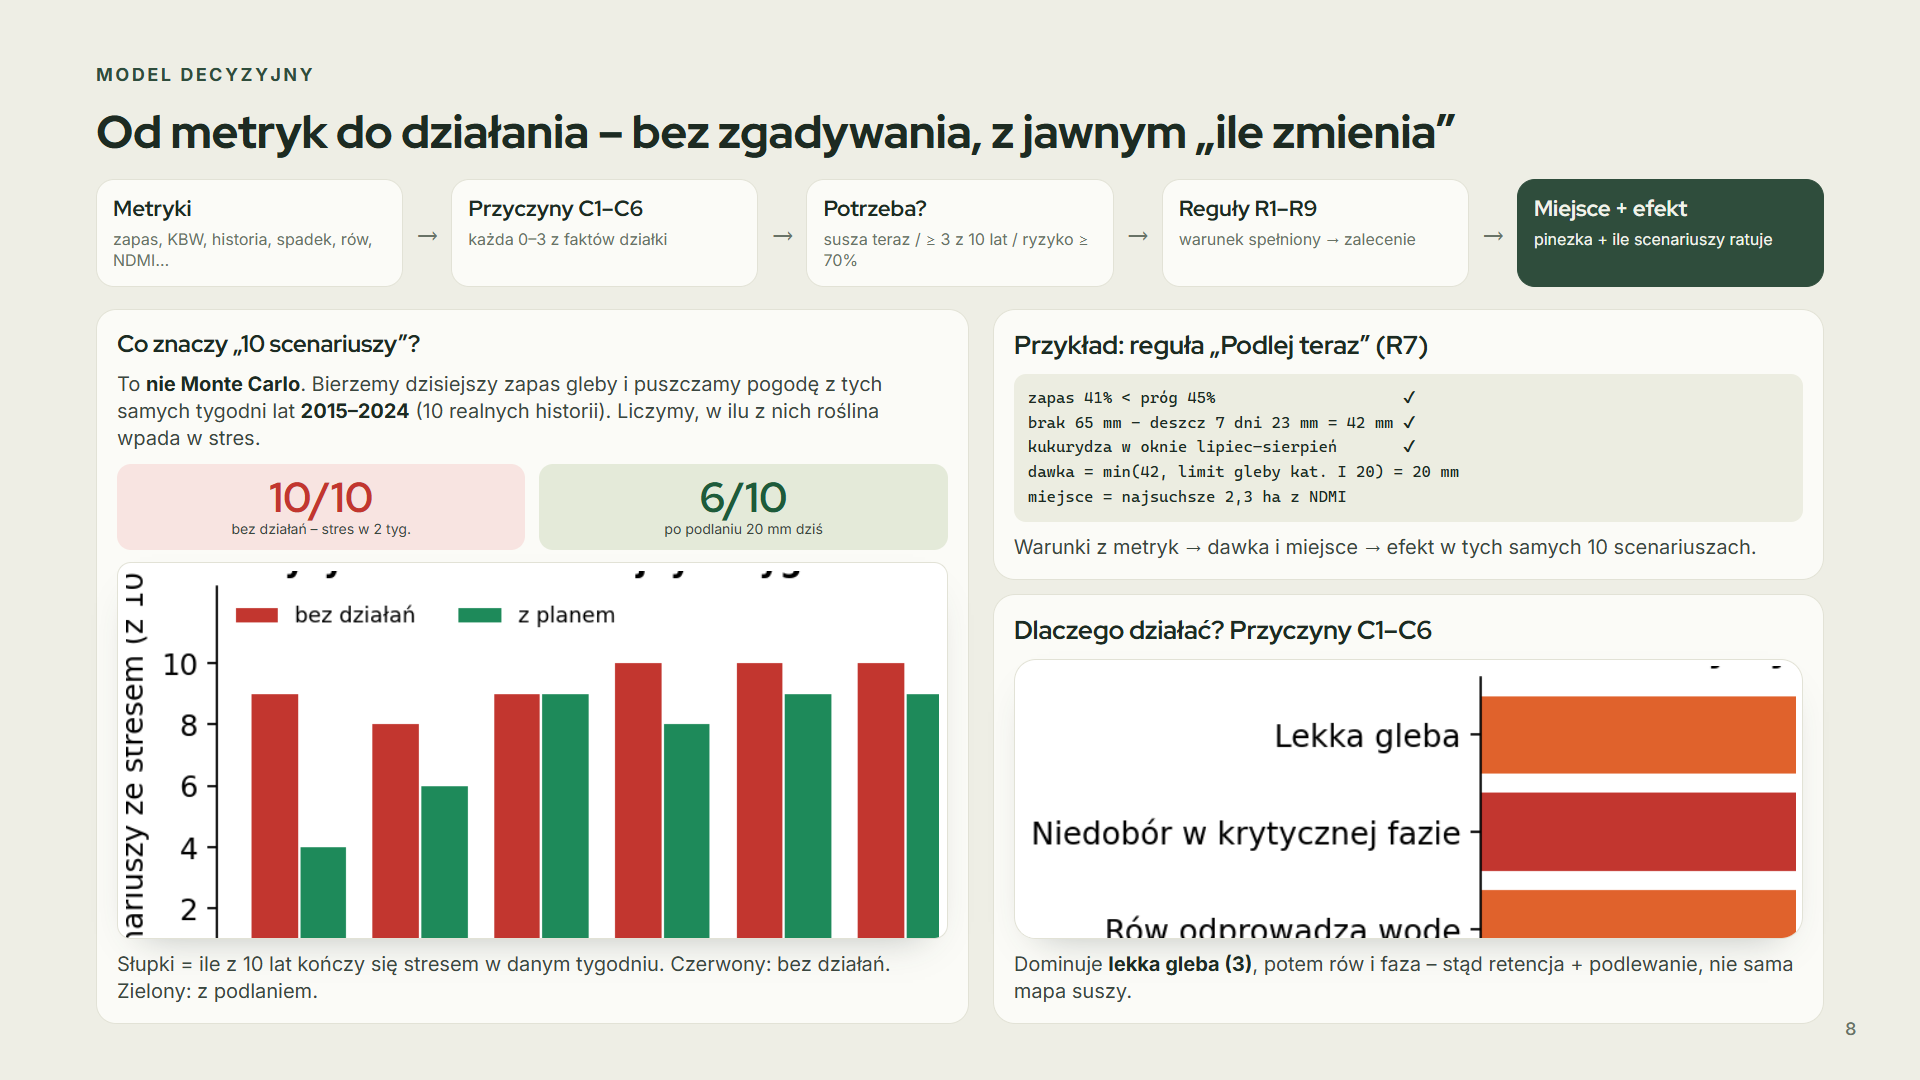 MODEL DECYZYJNY
Od metryk do działania – bez zgadywania, z jawnym „ile zmienia”
Metryki
zapas, KBW, historia, spadek, rów,
NDMI...
→
Przyczyny C1–C6
każda 0–3 z faktów działki
→
Potrzeba?
susza teraz / ≥ 3 z 10 lat / ryzyko ≥
70%
→
Reguły R1–R9
warunek spełniony → zalecenie
→
Miejsce + efekt
pinezka + ile scenariuszy ratuje
Co znaczy „10 scenariuszy”?
To nie Monte Carlo. Bierzemy dzisiejszy zapas gleby i puszczamy pogodę z tych
samych tygodni lat 2015–2024 (10 realnych historii). Liczymy, w ilu z nich roślina
wpada w stres.
10/10
bez działań – stres w 2 tyg.
6/10
po podlaniu 20 mm dziś
ze stresem (z 10
bez działań
z planem
10
8
6
4
2
Słupki = ile z 10 lat kończy się stresem w danym tygodniu. Czerwony: bez działań.
Zielony: z podlaniem.
Przykład: reguła „Podlej teraz” (R7)
zapas 41% < próg 45% ✓
brak 65 mm − deszcz 7 dni 23 mm = 42 mm ✓
kukurydza w oknie lipiec–sierpień ✓
dawka = min(42, limit gleby kat. I 20) = 20 mm
miejsce = najsuchsze 2,3 ha z NDMI
Warunki z metryk → dawka i miejsce → efekt w tych samych 10 scenariuszach.
Dlaczego działać? Przyczyny C1–C6
Lekka gleba
Niedobór w krytycznej fazie
Rów odprowadza wodę
Dominuje lekka gleba (3), potem rów i faza – stąd retencja + podlewanie, nie sama
mapa suszy.
8